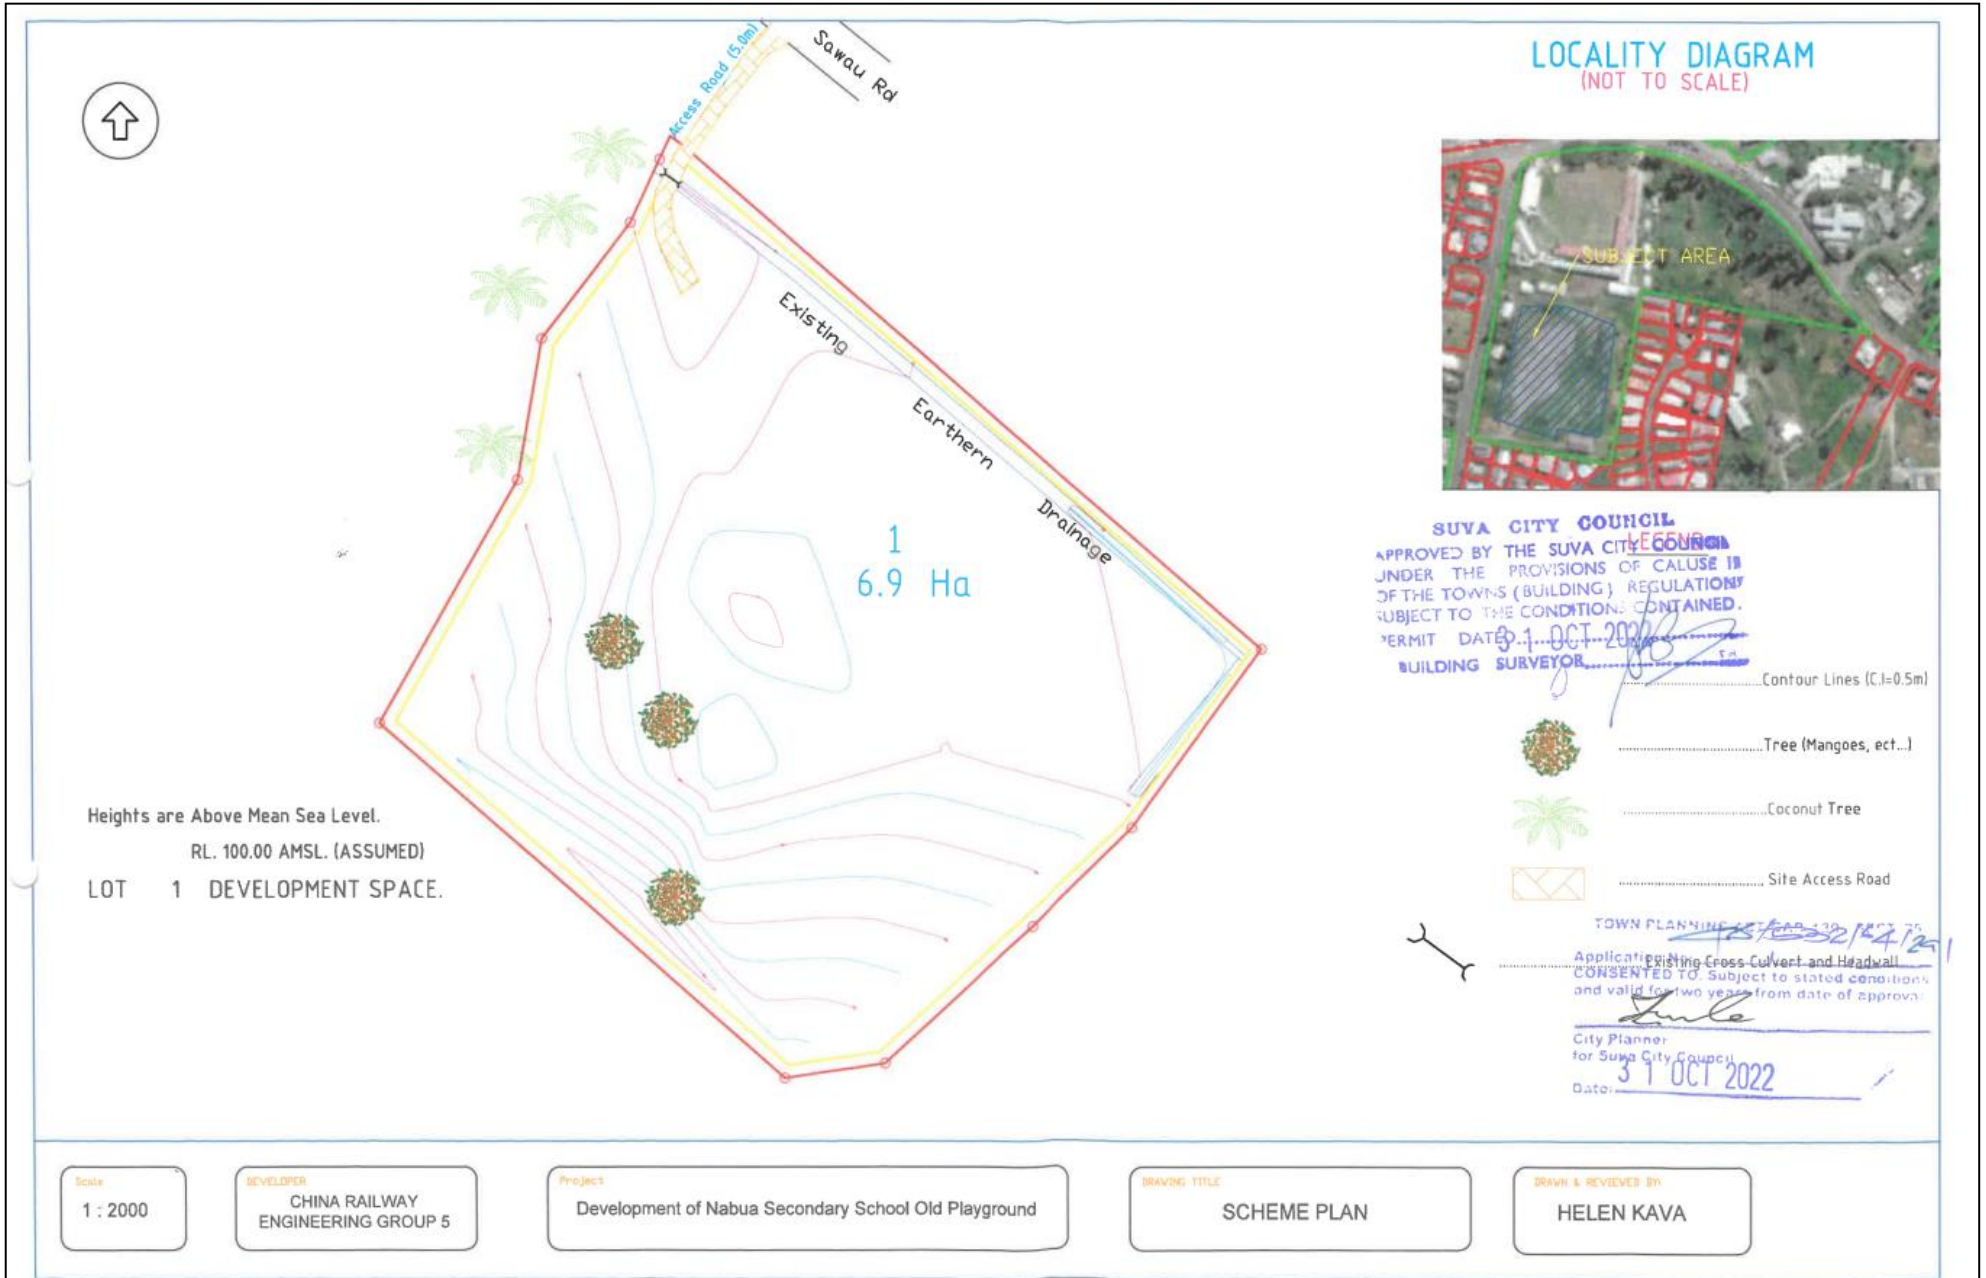 Access Road (5.0m)
Sawau Rd
LOCALITY DIAGRAM
(NOT TO SCALE)
SUBJECT AREA
Existing
Earthern
Drainage
1
6.9 Ha
SUVA CITY COUNCIL
LEGEND
APPROVED BY THE SUVA CITY COUNCIL
UNDER THE PROVISIONS OF CALUSE
OF THE TOWNS (BUILDING) REGULATIONS
SUBJECT TO THE CONDITIONS CONTAINED.
PERMIT DATED 31 OCT 2022
BUILDING SURVEYOR
Contour Lines (C.I=0.5m)
Tree (Mangoes, ect...)
Coconut Tree
Site Access Road
TOWN PLANNING
Application
Existing Cross Culvert and Headwall
CONSENTED TO. Subject to stated conditions
and valid for two years from date of approval
City Planner
for Suva City Council
Date: 31 OCT 2022
Heights are Above Mean Sea Level.
RL. 100.00 AMSL. (ASSUMED)
LOT 1 DEVELOPMENT SPACE.
Scale
1 : 2000
DEVELOPER
CHINA RAILWAY
ENGINEERING GROUP 5
Project
Development of Nabua Secondary School Old Playground
DRAWING TITLE
SCHEME PLAN
DRAWN & REVIEWED BY:
HELEN KAVA